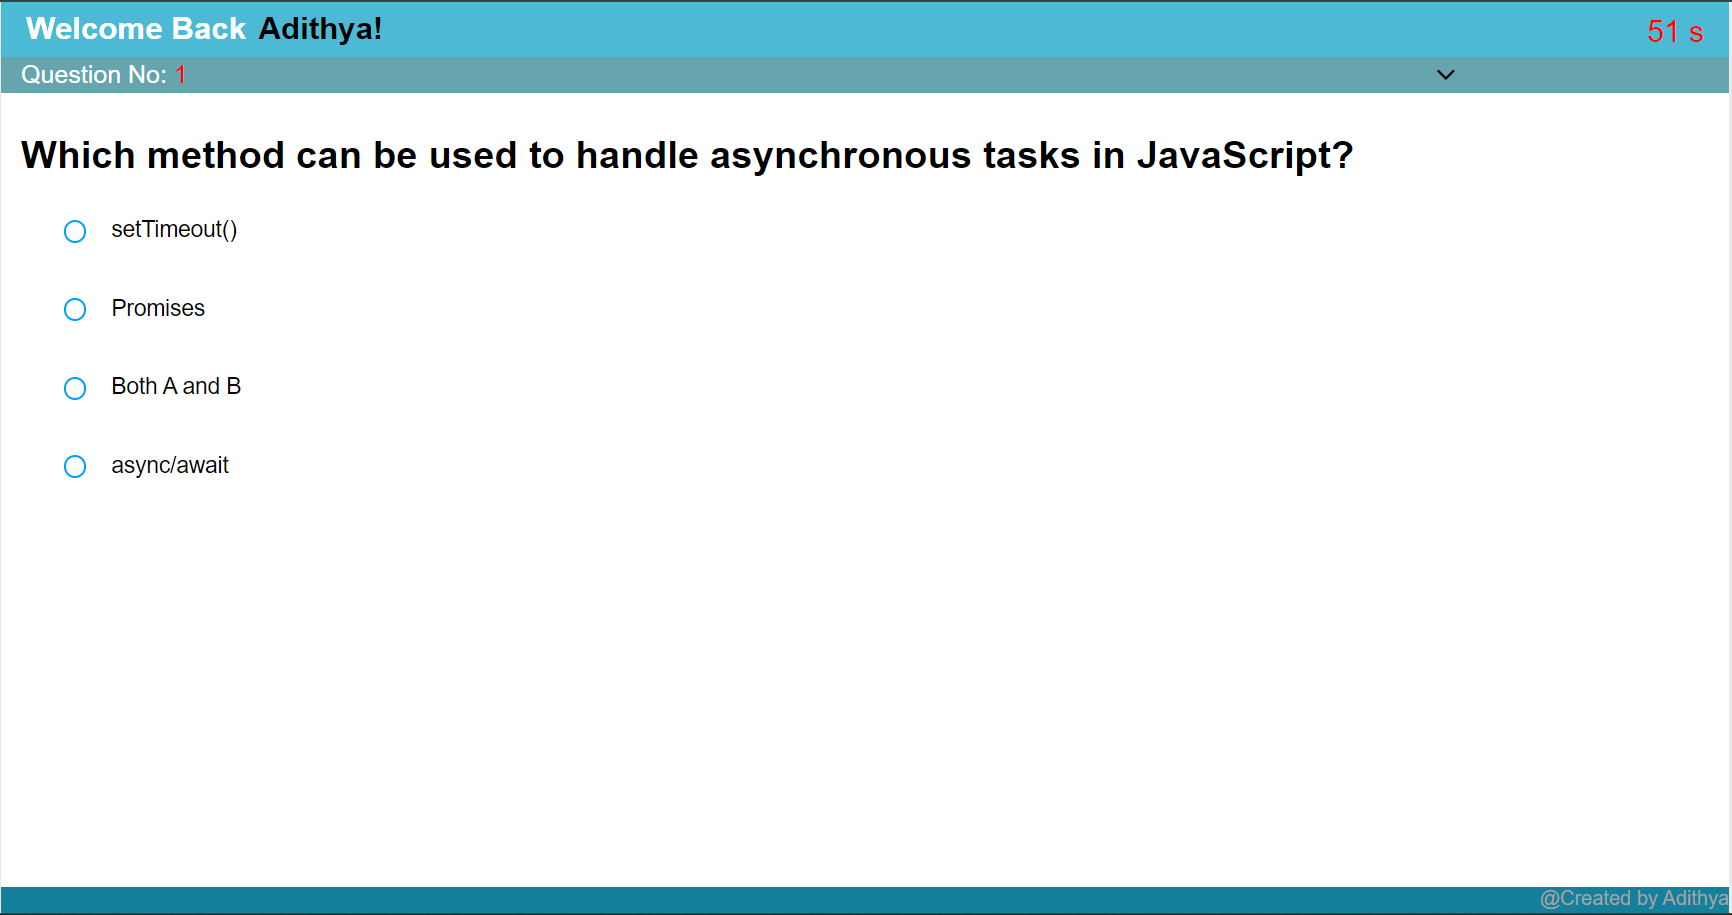 Welcome Back Adithya!
51 s
Question No: 1
Which method can be used to handle asynchronous tasks in JavaScript?
setTimeout()
Promises
Both A and B
async/await
@Created by Adithya